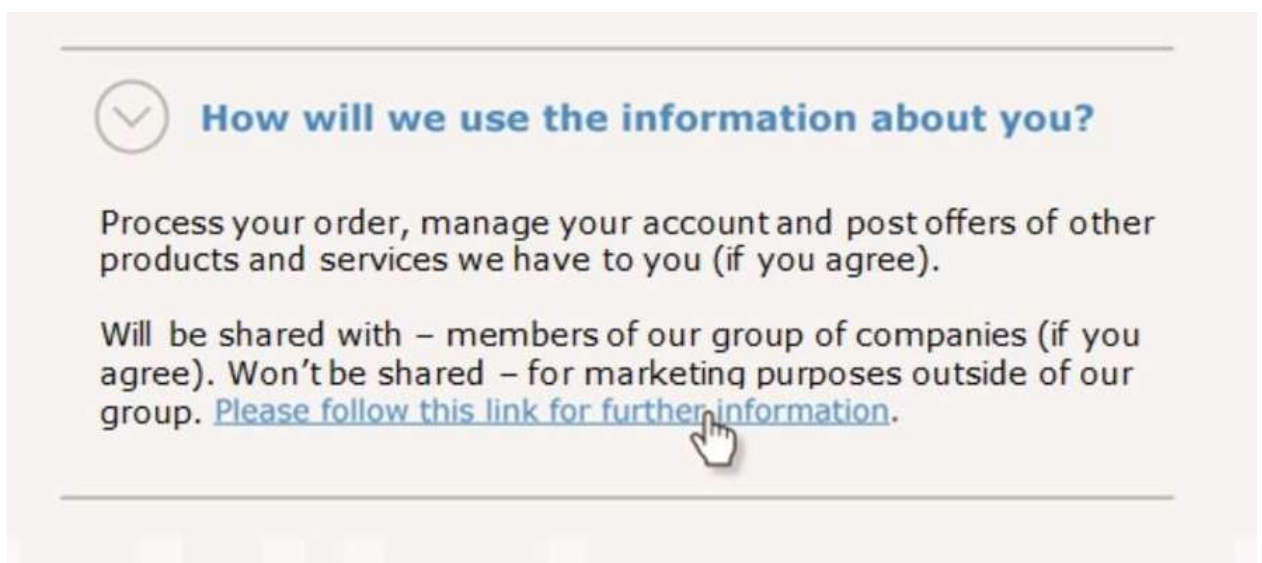 How will we use the information about you?
Process your order, manage your account and post offers of other
products and services we have to you (if you agree).
Will be shared with – members of our group of companies (if you
agree). Won't be shared – for marketing purposes outside of our
group. Please follow this link for further information.